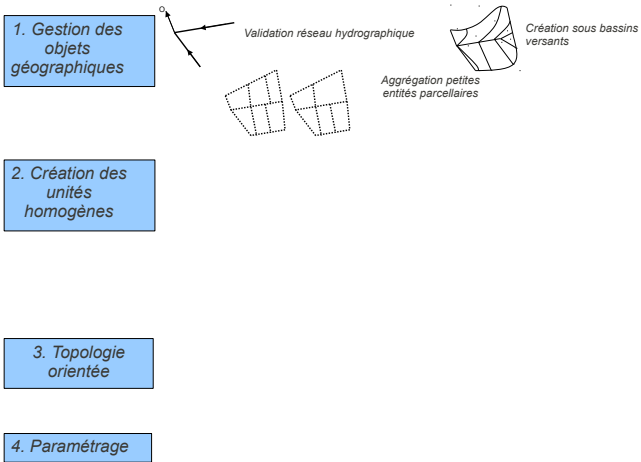 1. Gestion des
objets
géographiques
O
Validation réseau hydrographique
Création sous bassins
versants
Aggrégation petites
entités parcellaires
2. Création des
unités
homogènes
3. Topologie
orientée
4. Paramétrage